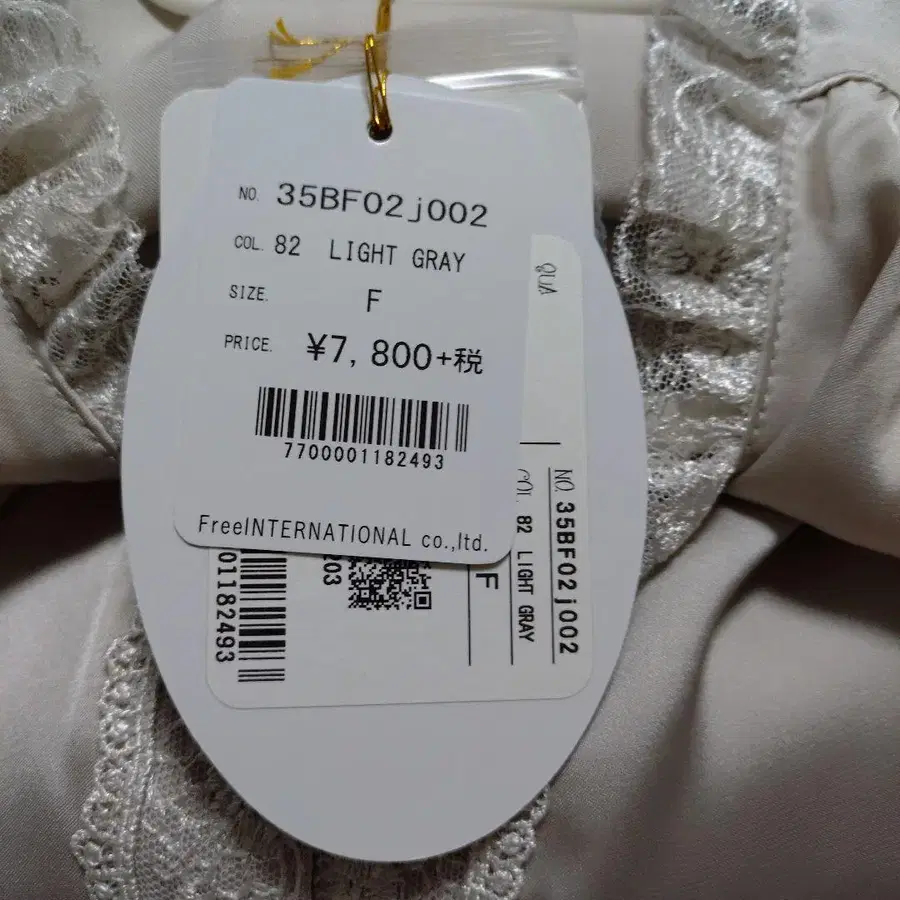 NO. 35BF02j002
COL. 82 LIGHT GRAY
SIZE. F
PRICE. ¥7,800+税
7700001182493
FreeINTERNATIONAL co.,ltd.
QUA
NO. 35BF02j002
COL. 82 LIGHT GRAY
F
203
01182493